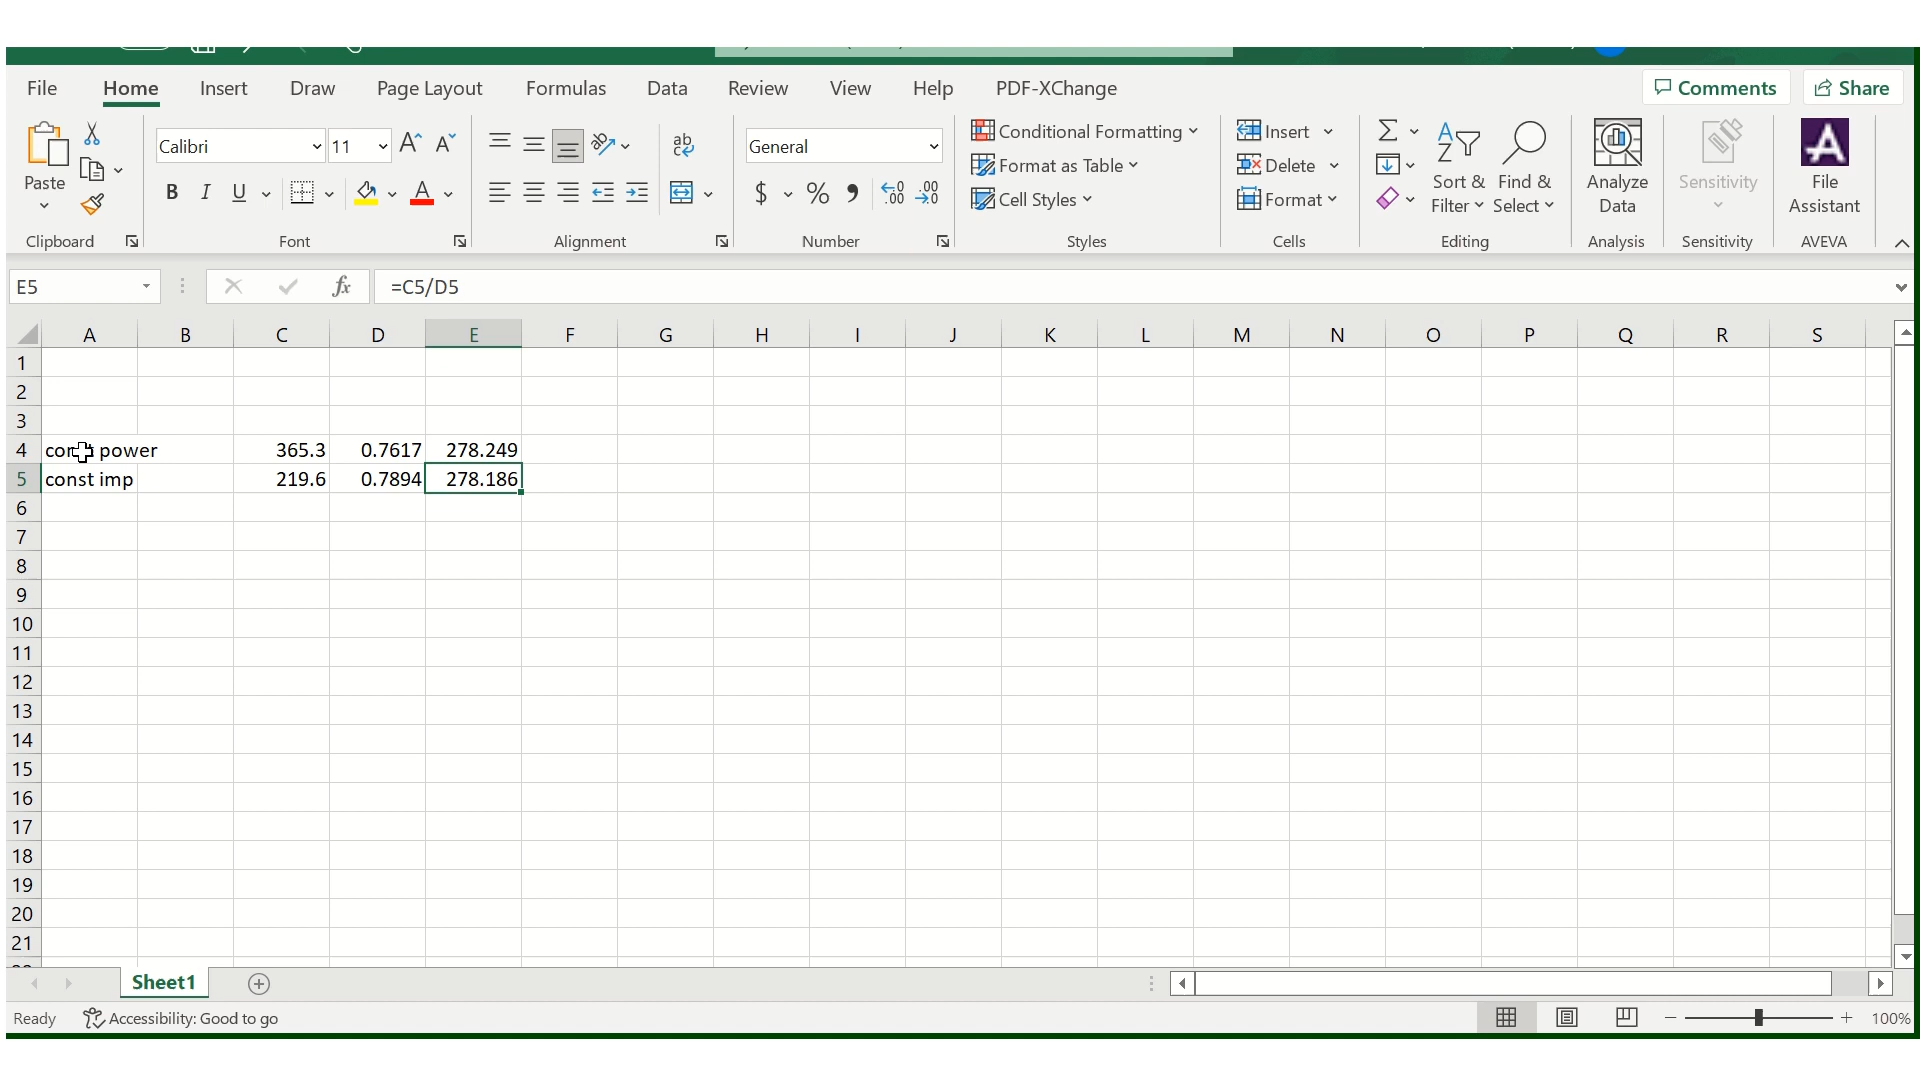 File Home Insert Draw Page Layout Formulas Data Review View Help PDF-XChange Comments Share
Calibri 11 General Conditional Formatting Insert
Paste B I U ab c $ % Format as Table Delete Sort & Filter Find & Select Analyze Data Sensitivity File Assistant
Cell Styles Format
Clipboard Font Alignment Number Styles Cells Editing Analysis Sensitivity AVEVA
E5 fx =C5/D5
A B C D E F G H I J K L M N O P Q R S
1
2
3
4 const power 365.3 0.7617 278.249
5 const imp 219.6 0.7894 278.186
6
7
8
9
10
11
12
13
14
15
16
17
18
19
20
21
Sheet1
Ready Accessibility: Good to go 100%